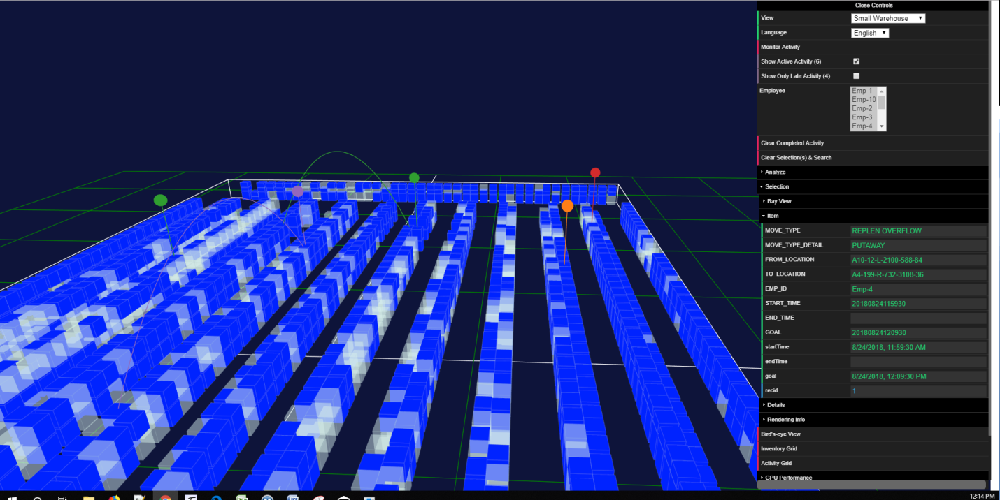 Close Controls
View Small Warehouse
Language English
Monitor Activity
Show Active Activity (6)
Show Only Late Activity (4)
Employee Emp-1
Emp-10
Emp-2
Emp-3
Emp-4
Clear Completed Activity
Clear Selection(s) & Search
Analyze
Selection
Bay View
Item
MOVE_TYPE REPLEN OVERFLOW
MOVE_TYPE_DETAIL PUTAWAY
FROM_LOCATION A10-12-L-2100-588-84
TO_LOCATION A4-199-R-732-3108-36
EMP_ID Emp-4
START_TIME 20180824115930
END_TIME
GOAL 20180824120930
startTime 8/24/2018, 11:59:30 AM
endTime
goal 8/24/2018, 12:09:30 PM
recid 1
Details
Rendering Info
Bird's-eye View
Inventory Grid
Activity Grid
GPU Performance
12:14 PM